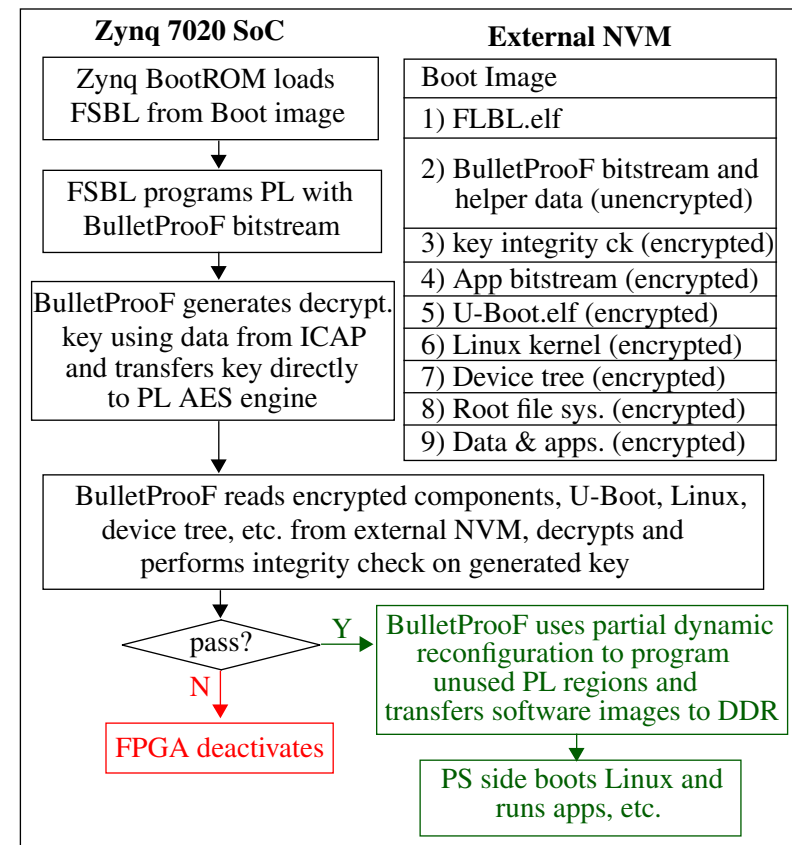 Zynq 7020 SoC
Zynq BootROM loads
FSBL from Boot image
FSBL programs PL with
BulletProoF bitstream
BulletProoF generates decrypt.
key using data from ICAP
and transfers key directly
to PL AES engine
External NVM
Boot Image
1) FLBL.elf
2) BulletProoF bitstream and
helper data (unencrypted)
3) key integrity ck (encrypted)
4) App bitstream (encrypted)
5) U-Boot.elf (encrypted)
6) Linux kernel (encrypted)
7) Device tree (encrypted)
8) Root file sys. (encrypted)
9) Data & apps. (encrypted)
BulletProoF reads encrypted components, U-Boot, Linux,
device tree, etc. from external NVM, decrypts and
performs integrity check on generated key
pass?
Y
N
FPGA deactivates
BulletProoF uses partial dynamic
reconfiguration to program
unused PL regions and
transfers software images to DDR
PS side boots Linux and
runs apps, etc.